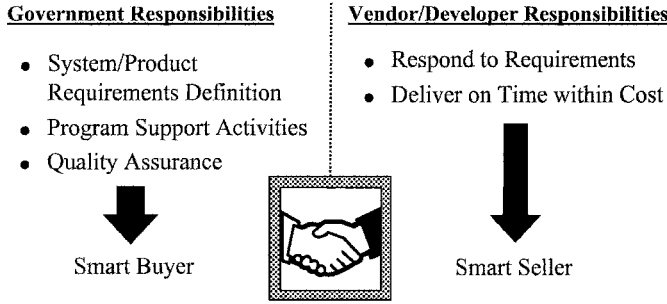 Government Responsibilities
• System/Product
Requirements Definition
• Program Support Activities
• Quality Assurance
Smart Buyer
Vendor/Developer Responsibilities
• Respond to Requirements
• Deliver on Time within Cost
Smart Seller